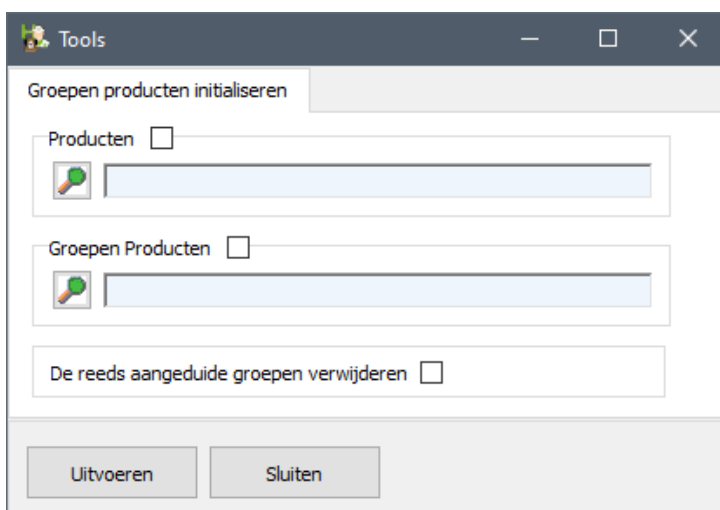 Tools
Groepen producten initialiseren
Producten
Groepen Producten
De reeds aangeduide groepen verwijderen
Uitvoeren Sluiten